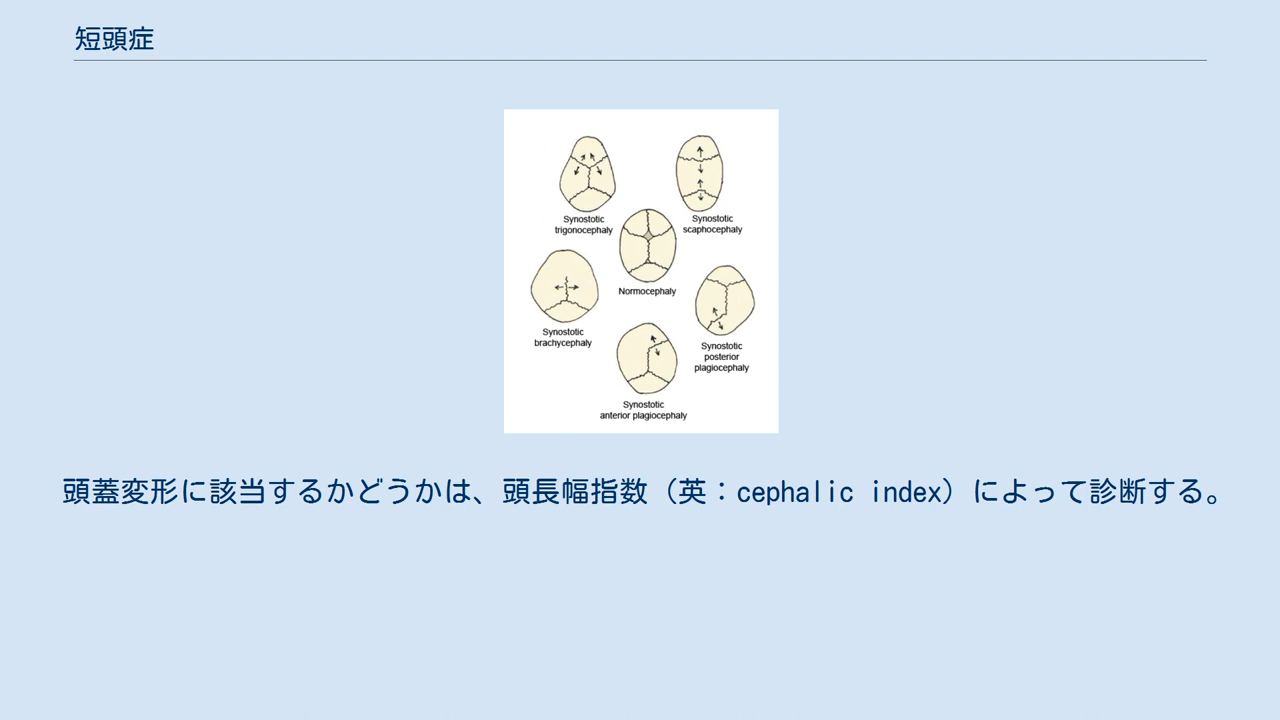 短頭症
Synostotic
trigonocephaly
Synostotic
scaphocephaly
Normocephaly
Synostotic
brachycephaly
Synostotic
posterior
plagiocephaly
Synostotic
anterior plagiocephaly
頭蓋変形に該当するかどうかは、頭長幅指数（英：cephalic index）によって診断する。